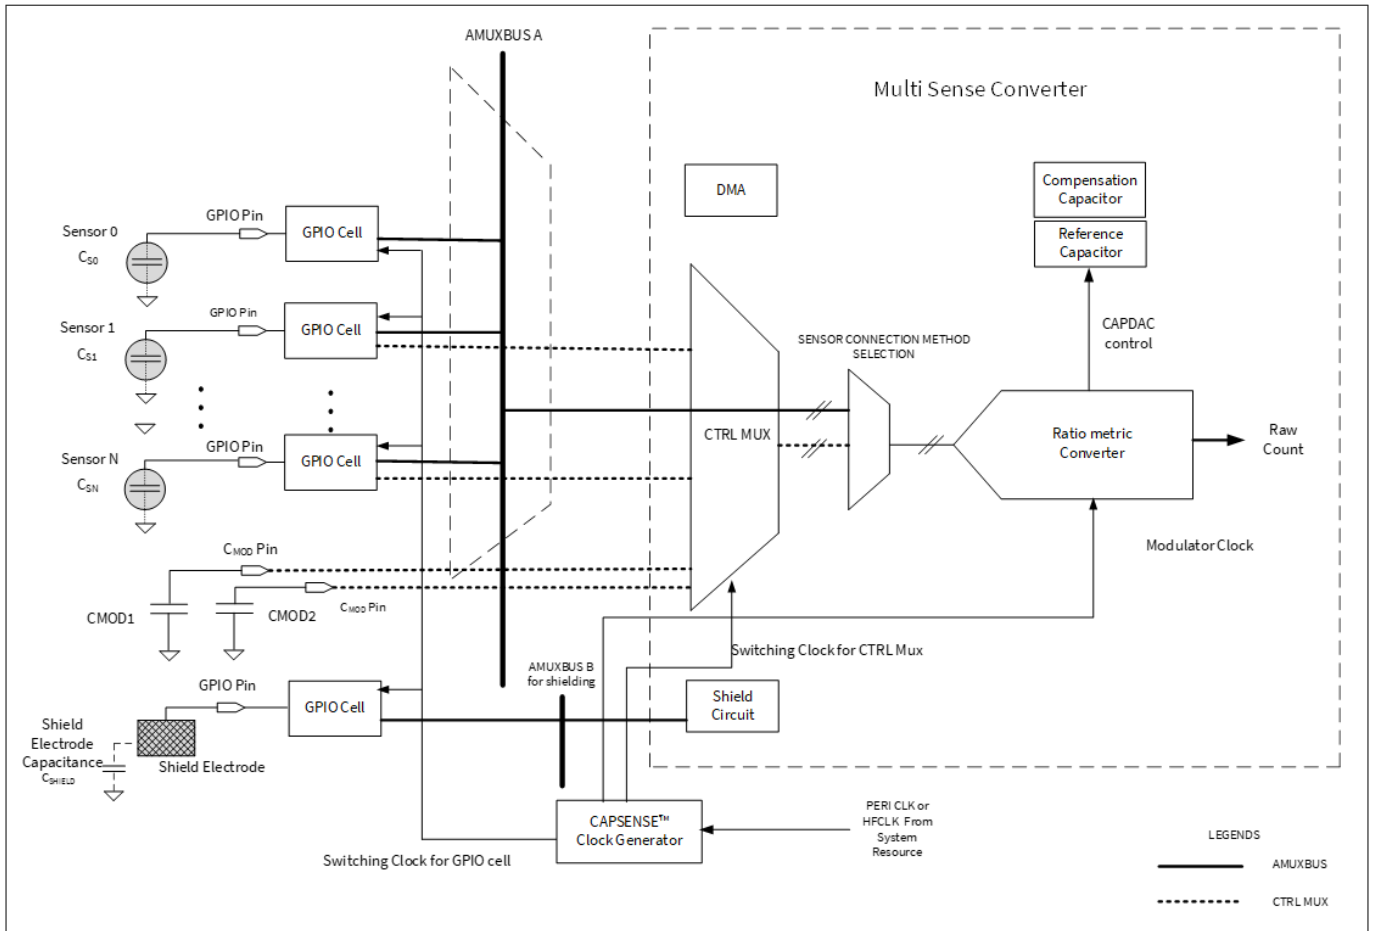 AMUXBUS A
Multi Sense Converter
DMA
Compensation
Capacitor
Reference
Capacitor
GPIO Pin
GPIO Cell
Sensor 0
CS0
GPIO Pin
GPIO Cell
Sensor 1
CS1
CAPDAC
control
SENSOR CONNECTION METHOD
SELECTION
GPIO Pin
GPIO Cell
Sensor N
CSN
CTRL MUX
Ratio metric
Converter
Raw
Count
Modulator Clock
CMOD Pin
CMOD Pin
CMOD1
CMOD2
Switching Clock for CTRL Mux
AMUXBUS B
for shielding
GPIO Pin
GPIO Cell
Shield
Circuit
Shield
Electrode
Capacitance
CSHIELD
Shield Electrode
CAPSENSE™
Clock Generator
PERI CLK or
HFCLK From
System
Resource
Switching Clock for GPIO cell
LEGENDS
AMUXBUS
CTRL MUX